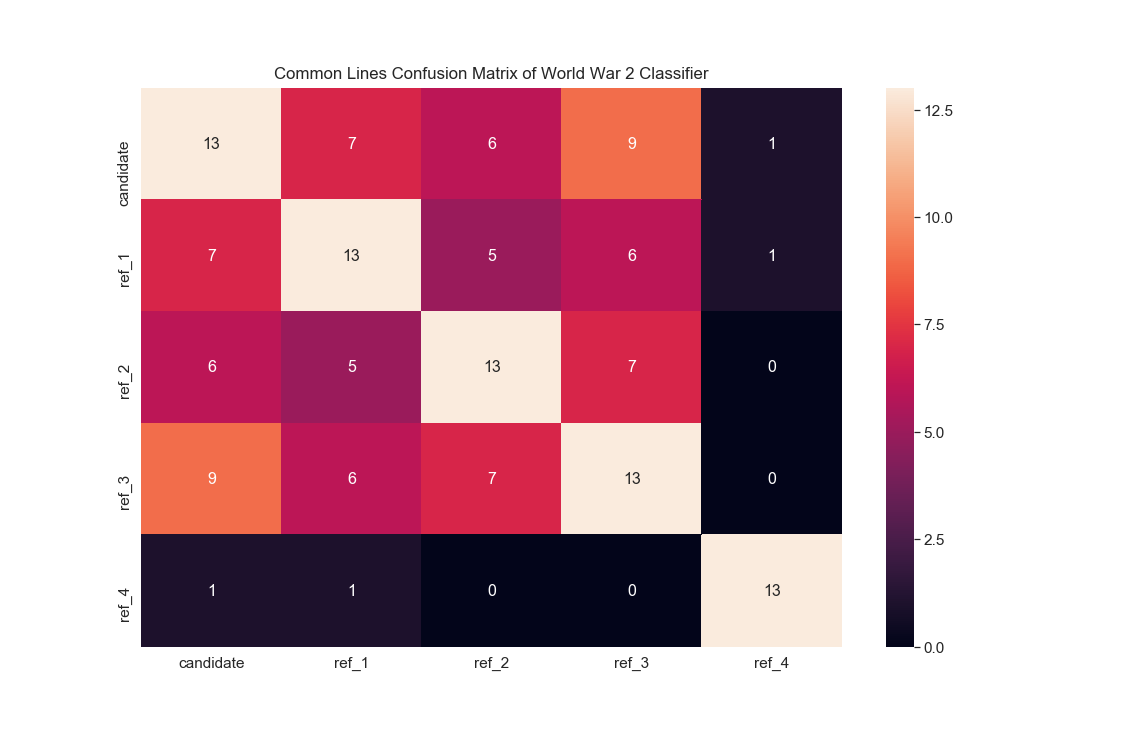 Common Lines Confusion Matrix of World War 2 Classifier
candidate 13 7 6 9 1
ref_1 7 13 5 6 1
ref_2 6 5 13 7 0
ref_3 9 6 7 13 0
ref_4 1 1 0 0 13
candidate ref_1 ref_2 ref_3 ref_4
12.5
10.0
7.5
5.0
2.5
0.0